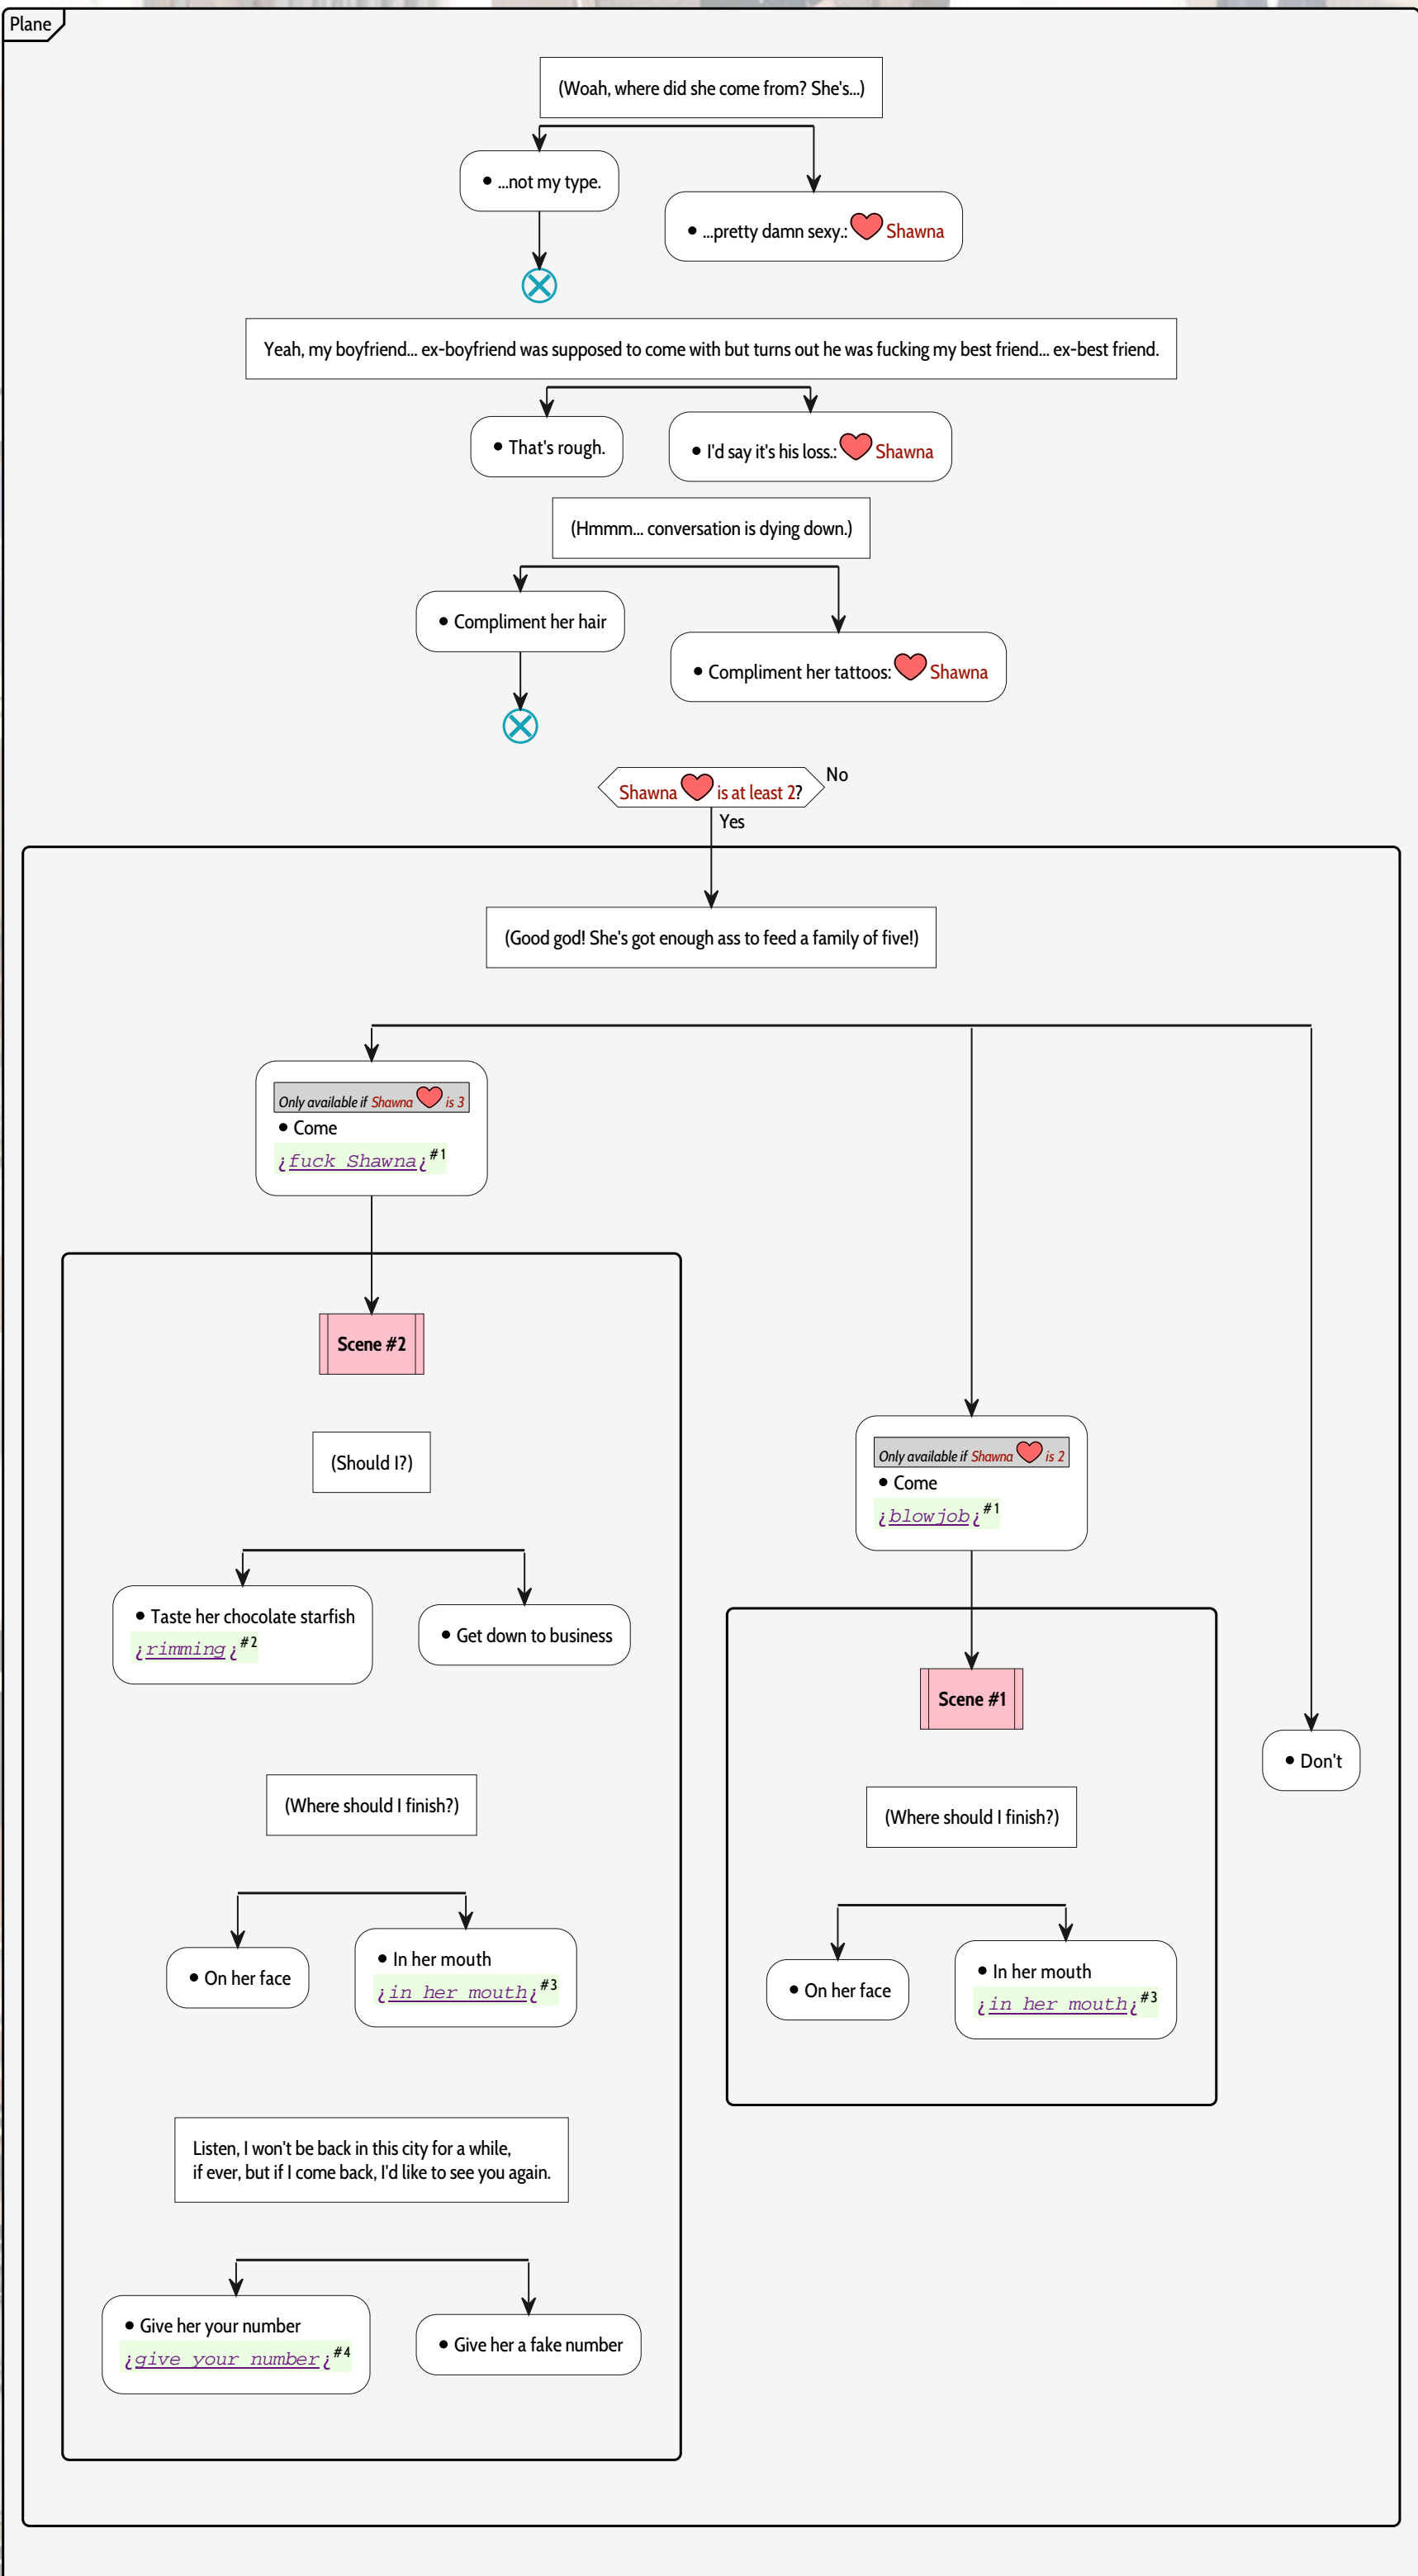 Plane
(Woah, where did she come from? She's...)
• ...not my type.
• ...pretty damn sexy.: Shawna
Yeah, my boyfriend... ex-boyfriend was supposed to come with but turns out he was fucking my best friend... ex-best friend.
• That's rough.
• I'd say it's his loss.: Shawna
(Hmmm... conversation is dying down.)
• Compliment her hair
• Compliment her tattoos: Shawna
Shawna is at least 2?
No
Yes
(Good god! She's got enough ass to feed a family of five!)
Only available if Shawna is 3
• Come
¿fuck Shawna¿#1
Scene #2
(Should I?)
• Taste her chocolate starfish
¿rimming¿#2
• Get down to business
(Where should I finish?)
• On her face
• In her mouth
¿in her mouth¿#3
Listen, I won't be back in this city for a while,
if ever, but if I come back, I'd like to see you again.
• Give her your number
¿give your number¿#4
• Give her a fake number
Only available if Shawna is 2
• Come
¿blowjob¿#1
Scene #1
(Where should I finish?)
• On her face
• In her mouth
¿in her mouth¿#3
• Don't